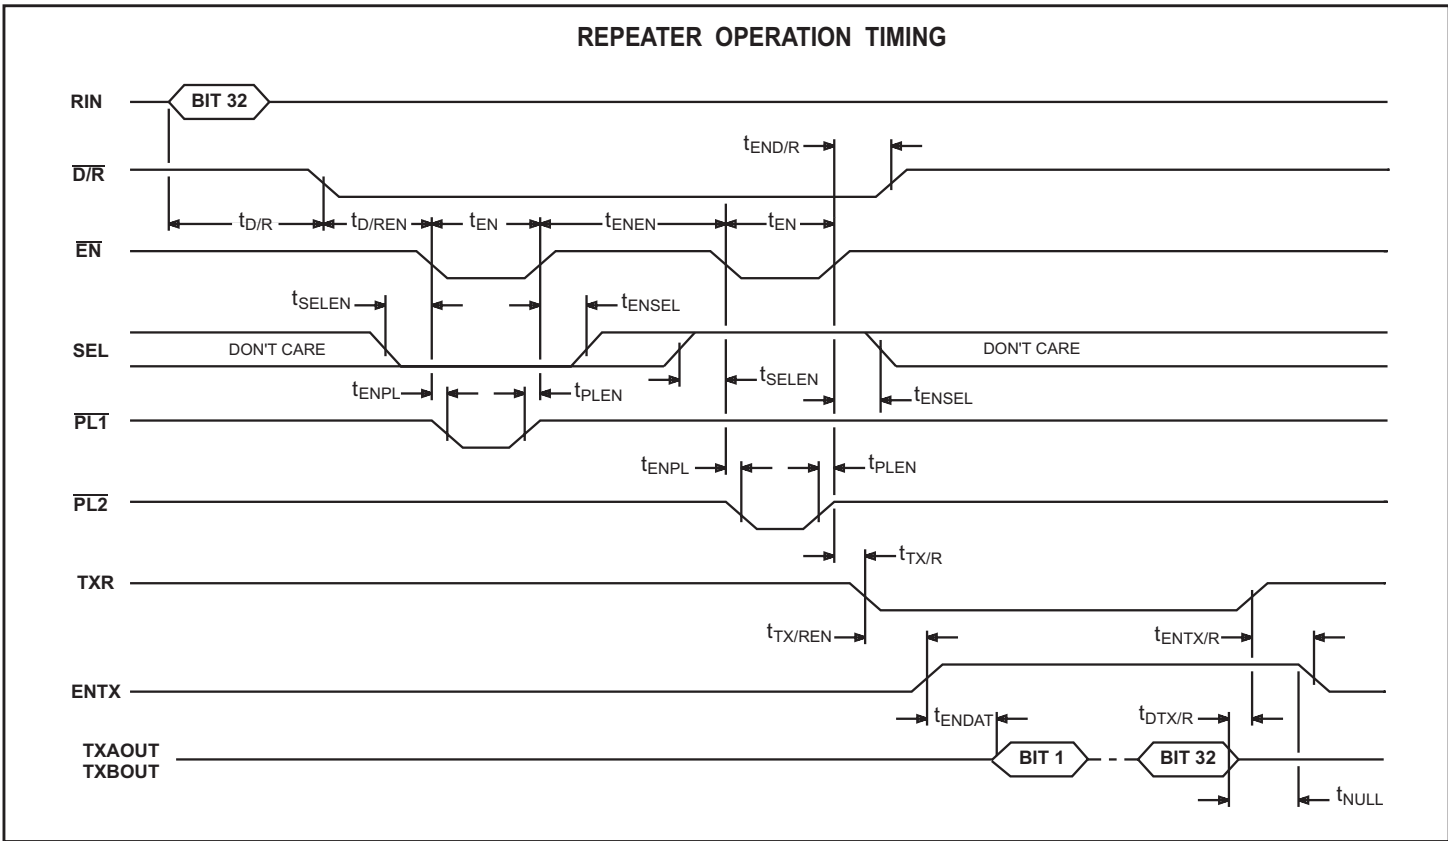 REPEATER OPERATION TIMING
RIN
BIT 32
tEND/R
D/R
tD/R
tD/REN
tEN
tENEN
tEN
EN
tSELEN
tENSEL
SEL
DON'T CARE
DON'T CARE
tSELEN
tENSEL
tENPL
tPLEN
PL1
tENPL
tPLEN
PL2
tTX/R
TXR
tTX/REN
tENTX/R
ENTX
tENDAT
tDTX/R
TXAOUT
TXBOUT
BIT 1
BIT 32
tNULL